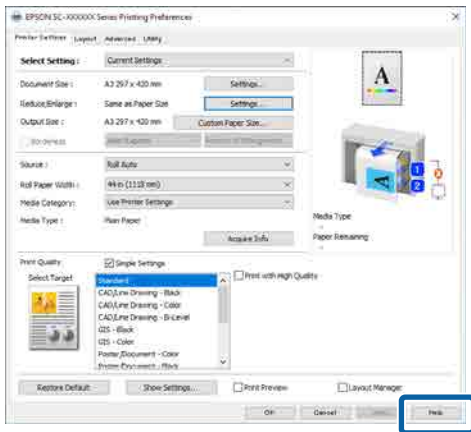 EPSON SC-XXXXXX Series Printing Preferences
Printer Settings Layout Advanced Utility
Select Setting : Current Settings
Document Size : A3 297 x 420 mm Settings...
Reduce/Enlarge : Same as Paper Size Settings...
Output Size : A3 297 x 420 mm Custom Paper Size...
Borderless
Source : Roll Auto
Roll Paper Width : 44 in (1118 mm)
Media Category : Use Printer Settings
Media Type : Plain Paper
Acquire Info
A
1
2
Media Type
-
Paper Remaining
-
Print Quality Simple Settings
Select Target
Standard
CAD/Line Drawing - Black
CAD/Line Drawing - Color
CAD/Line Drawing - Bi-Level
GIS - Black
GIS - Color
Poster/Document - Color
Poster/Document - Black
Print with High Quality
Restore Default Show Settings... Print Preview Layout Manager
OK Cancel Help